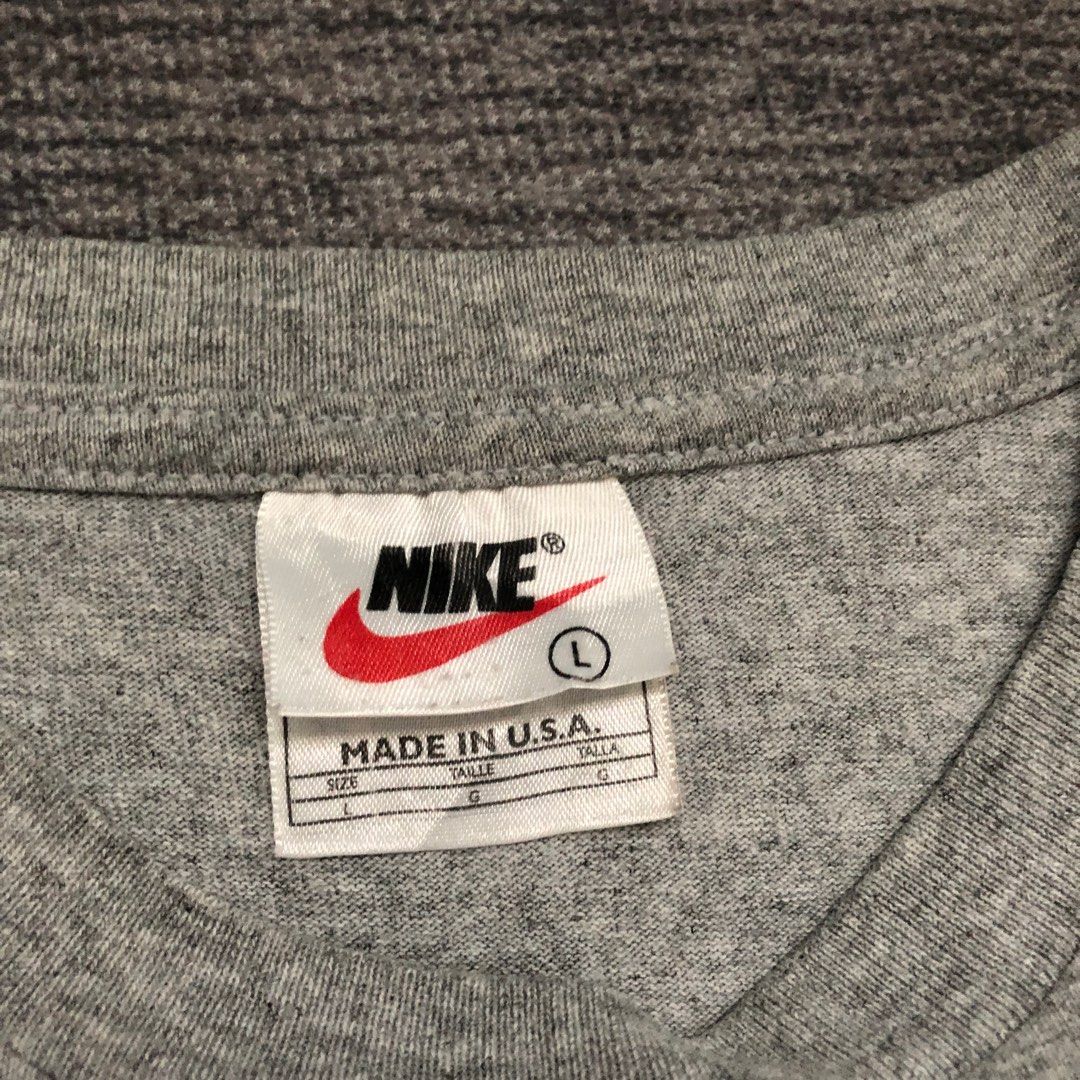 NIKE®
L
MADE IN U.S.A.
SIZE TAILLE TALLA
L G G